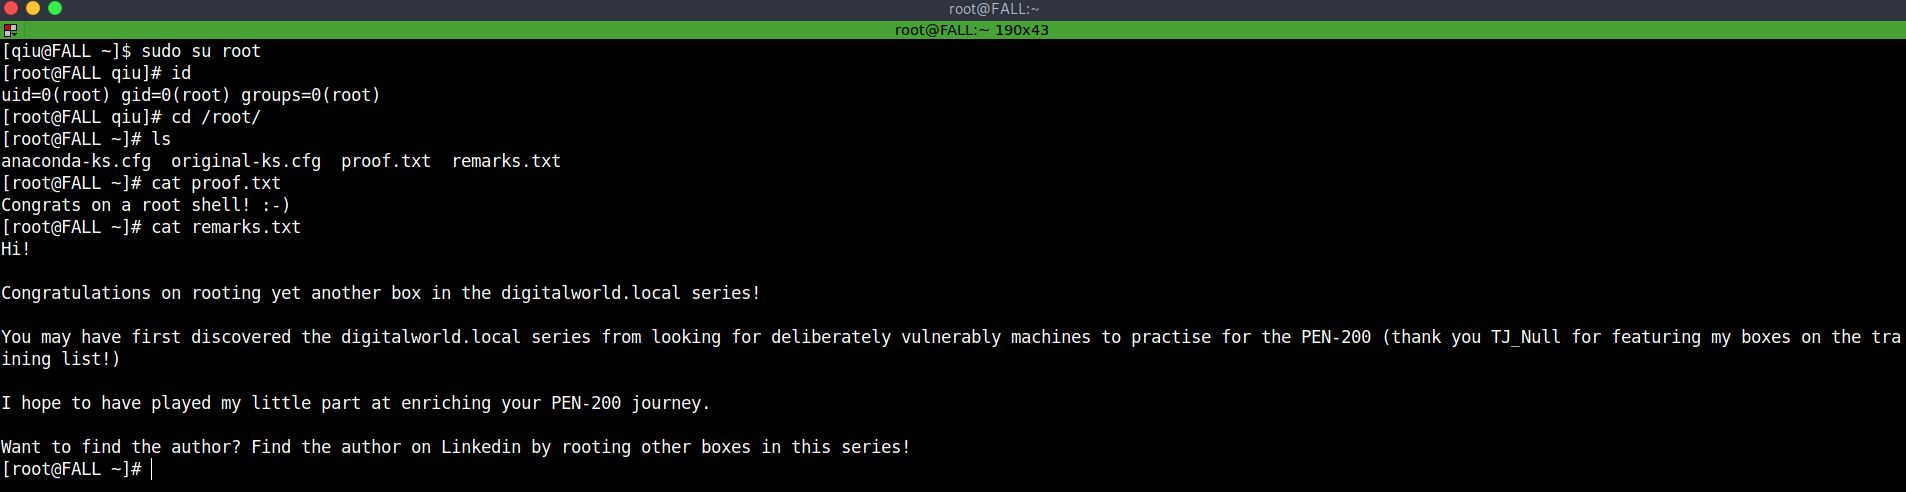 root@FALL:~
root@FALL:~ 190x43
[qiu@FALL ~]$ sudo su root
[root@FALL qiu]# id
uid=0(root) gid=0(root) groups=0(root)
[root@FALL qiu]# cd /root/
[root@FALL ~]# ls
anaconda-ks.cfg  original-ks.cfg  proof.txt  remarks.txt
[root@FALL ~]# cat proof.txt
Congrats on a root shell! :-)
[root@FALL ~]# cat remarks.txt
Hi!
Congratulations on rooting yet another box in the digitalworld.local series!
You may have first discovered the digitalworld.local series from looking for deliberately vulnerably machines to practise for the PEN-200 (thank you TJ_Null for featuring my boxes on the tra
ining list!)
I hope to have played my little part at enriching your PEN-200 journey.
Want to find the author? Find the author on Linkedin by rooting other boxes in this series!
[root@FALL ~]#